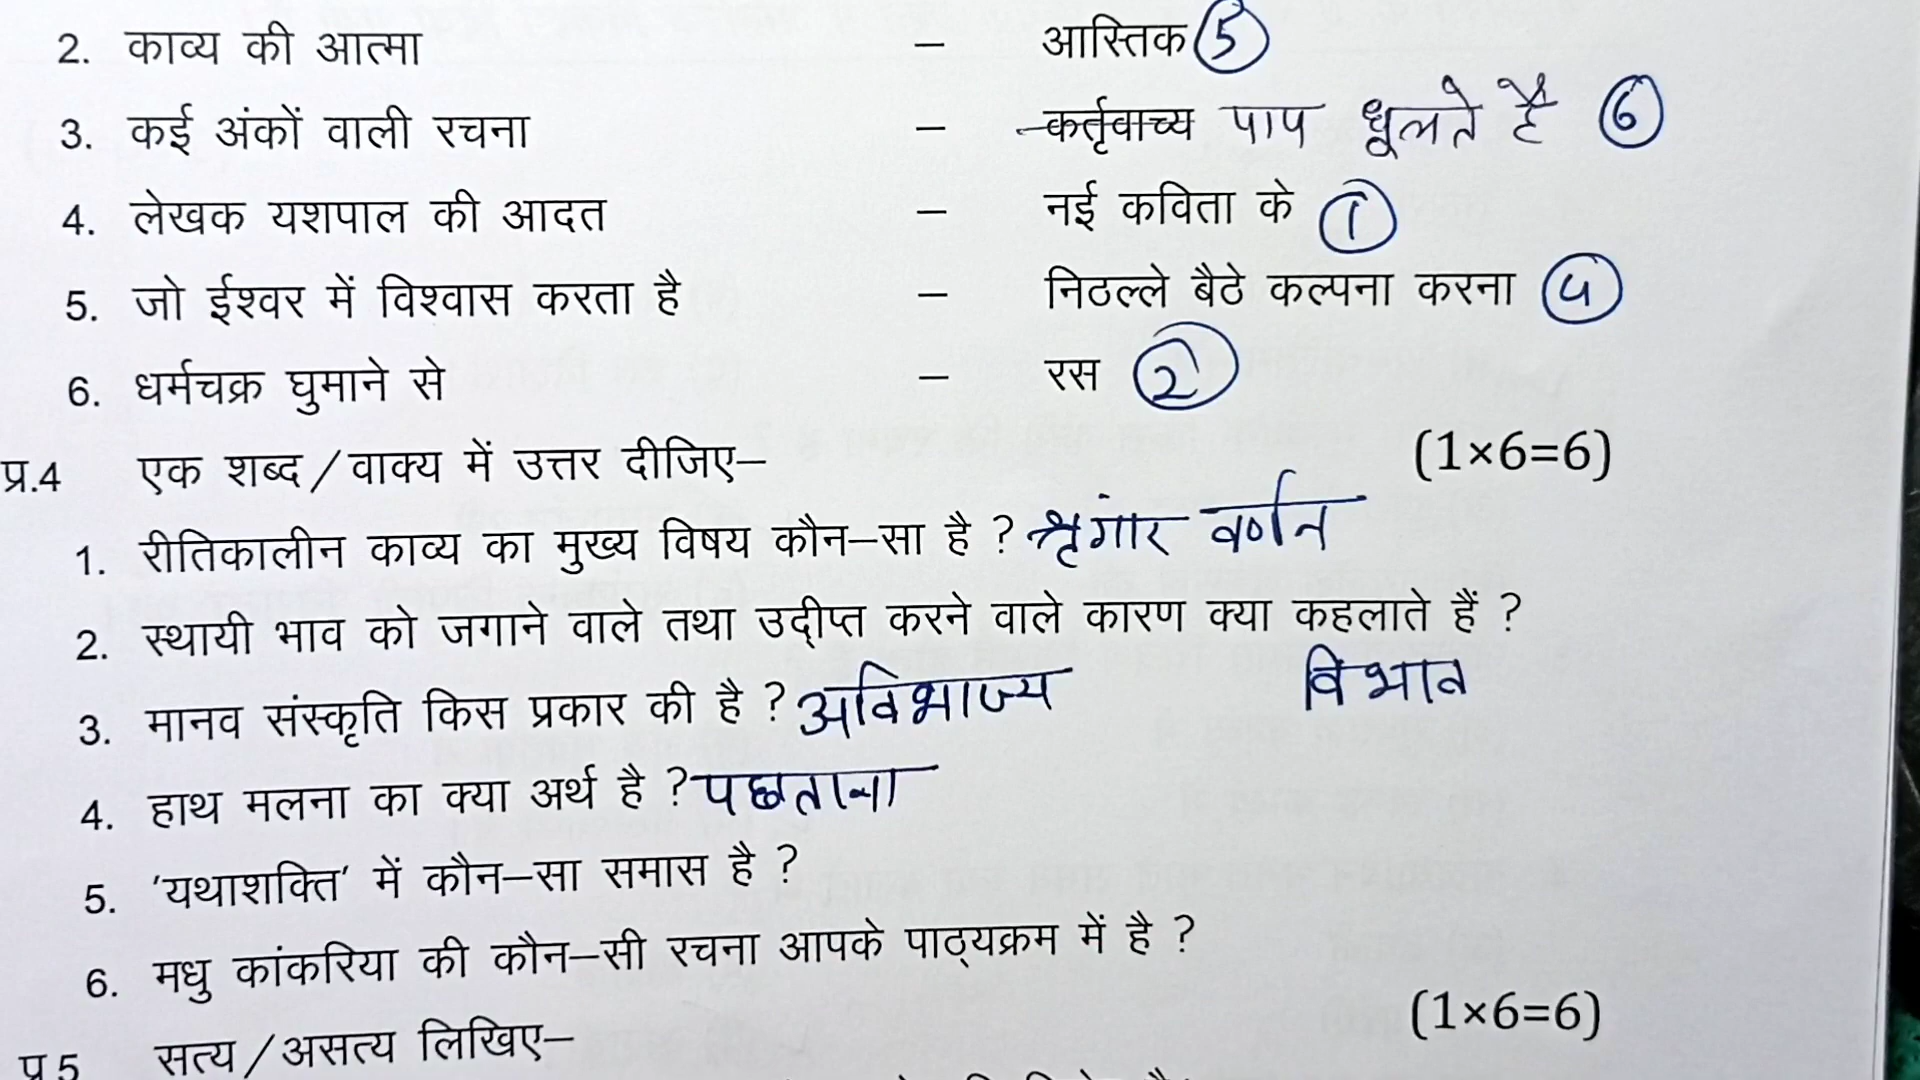 2. काव्य की आत्मा – आस्तिक 5
3. कई अंकों वाली रचना – कर्तृवाच्य पाप धूलते है 6
4. लेखक यशपाल की आदत – नई कविता के 1
5. जो ईश्वर में विश्वास करता है – निठल्ले बैठे कल्पना करना 4
6. धर्मचक्र घुमाने से – रस 2
प्र.4 एक शब्द/वाक्य में उत्तर दीजिए– (1×6=6)
1. रीतिकालीन काव्य का मुख्य विषय कौन–सा है ? श्रृंगार वर्णन
2. स्थायी भाव को जगाने वाले तथा उद्दीप्त करने वाले कारण क्या कहलाते हैं ?
विभाव
3. मानव संस्कृति किस प्रकार की है ? अविभाज्य
4. हाथ मलना का क्या अर्थ है ? पछताना
5. 'यथाशक्ति' में कौन–सा समास है ?
6. मधु कांकरिया की कौन–सी रचना आपके पाठ्यक्रम में है ?
प्र.5 सत्य/असत्य लिखिए– (1×6=6)